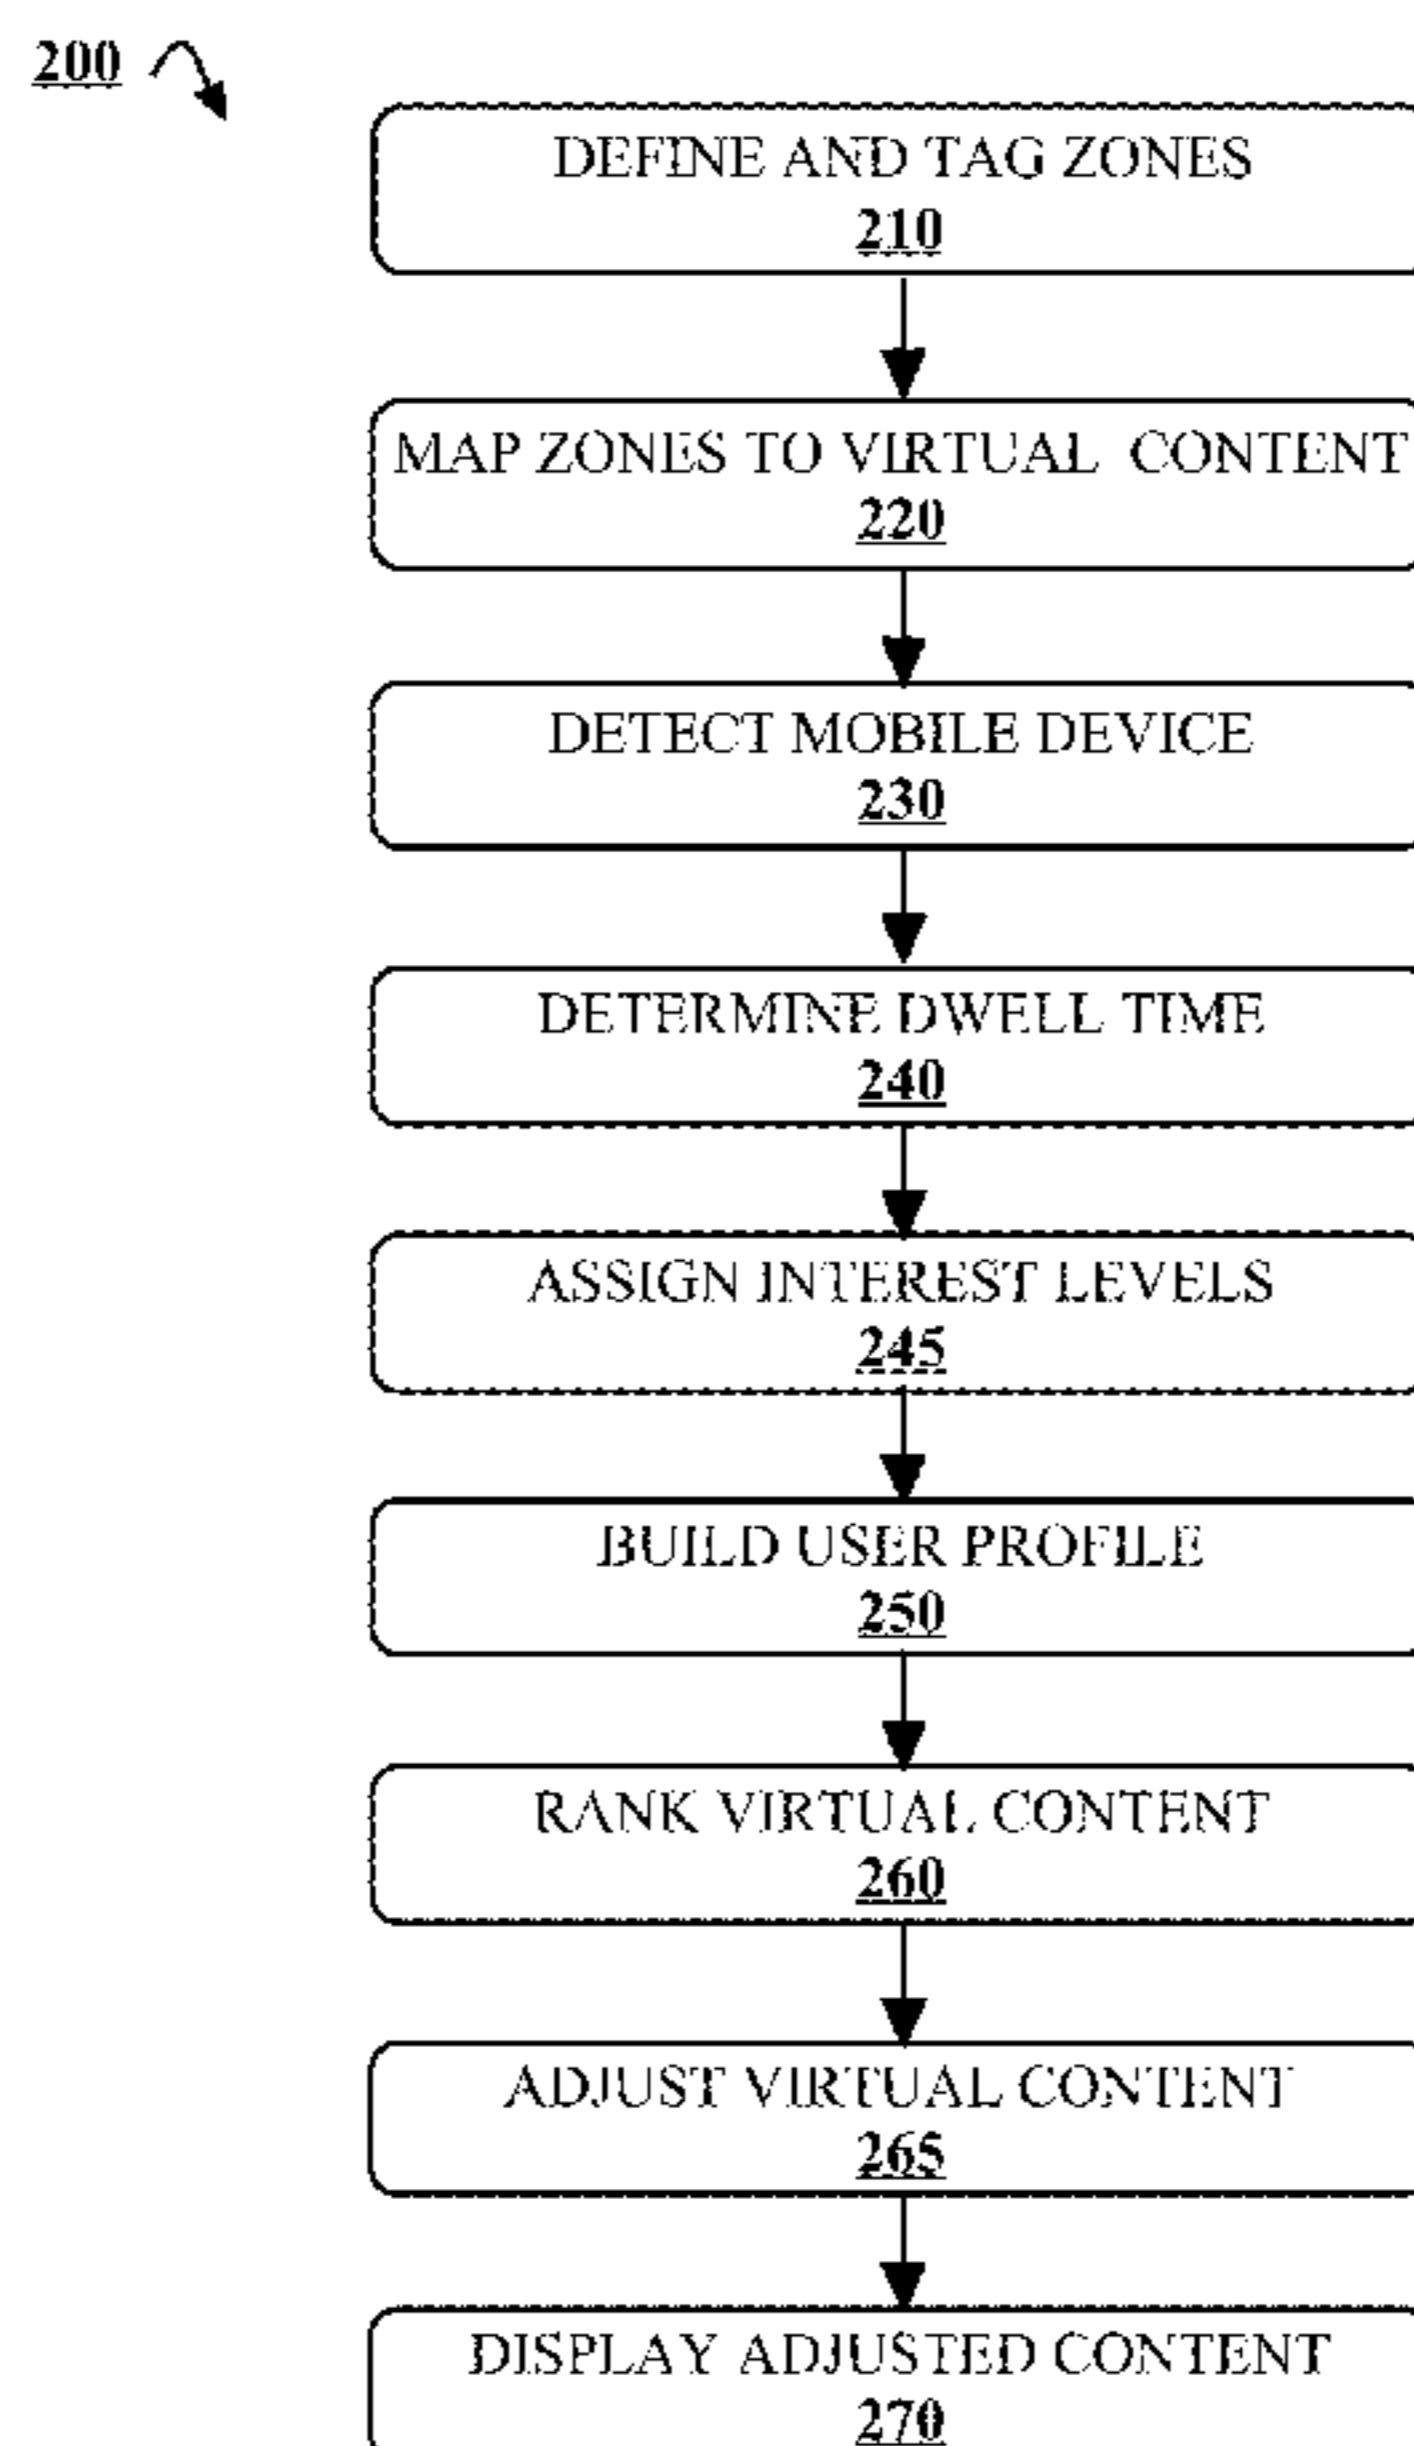 200
DEFINE AND TAG ZONES
210
MAP ZONES TO VIRTUAL CONTENT
220
DETECT MOBILE DEVICE
230
DETERMINE DWELL TIME
240
ASSIGN INTEREST LEVELS
245
BUILD USER PROFILE
250
RANK VIRTUAL CONTENT
260
ADJUST VIRTUAL CONTENT
265
DISPLAY ADJUSTED CONTENT
270